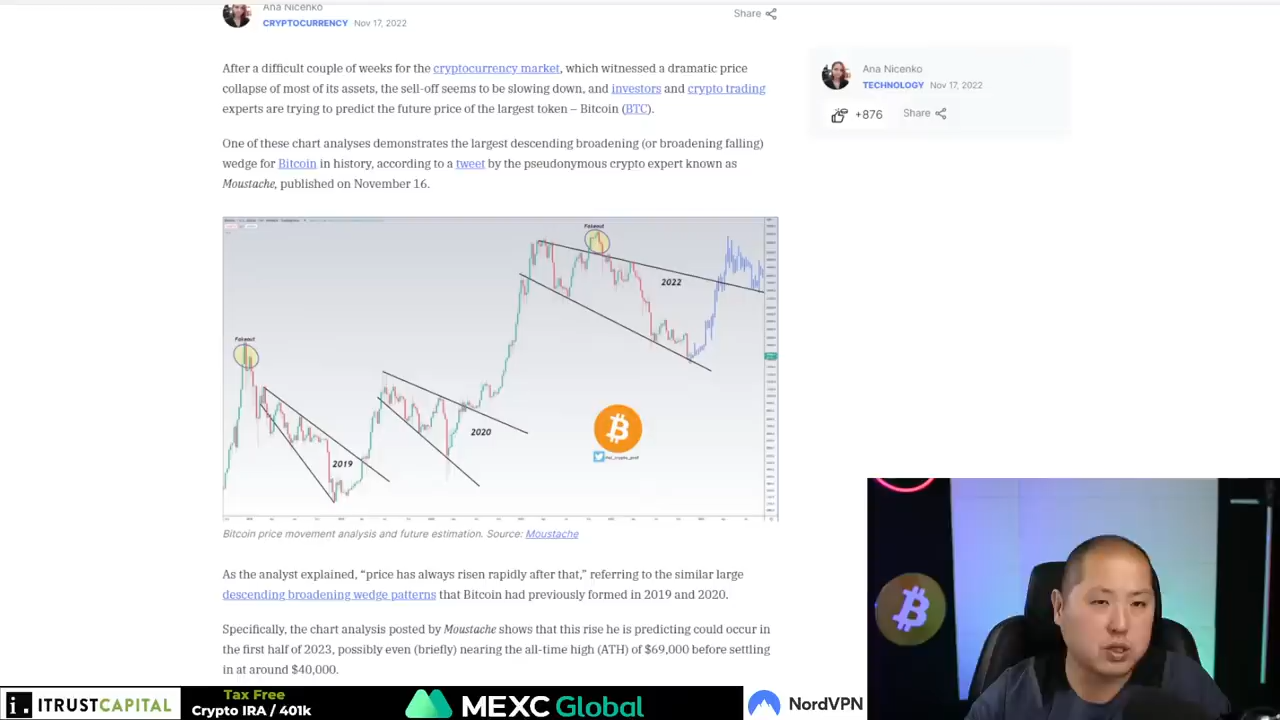 Ana Nicenko
CRYPTOCURRENCY Nov 17, 2022
Share
After a difficult couple of weeks for the cryptocurrency market, which witnessed a dramatic price
collapse of most of its assets, the sell-off seems to be slowing down, and investors and crypto trading
experts are trying to predict the future price of the largest token – Bitcoin (BTC).
One of these chart analyses demonstrates the largest descending broadening (or broadening falling)
wedge for Bitcoin in history, according to a tweet by the pseudonymous crypto expert known as
Moustache, published on November 16.
Fakeout
2019
2020
Fakeout
2022
Bitcoin price movement analysis and future estimation. Source: Moustache
As the analyst explained, “price has always risen rapidly after that,” referring to the similar large
descending broadening wedge patterns that Bitcoin had previously formed in 2019 and 2020.
Specifically, the chart analysis posted by Moustache shows that this rise he is predicting could occur in
the first half of 2023, possibly even (briefly) nearing the all-time high (ATH) of $69,000 before settling
in at around $40,000.
Ana Nicenko
TECHNOLOGY Nov 17, 2022
+876
Share
i. ITRUSTCAPITAL
Tax Free
Crypto IRA / 401k
MEXC Global
NordVPN